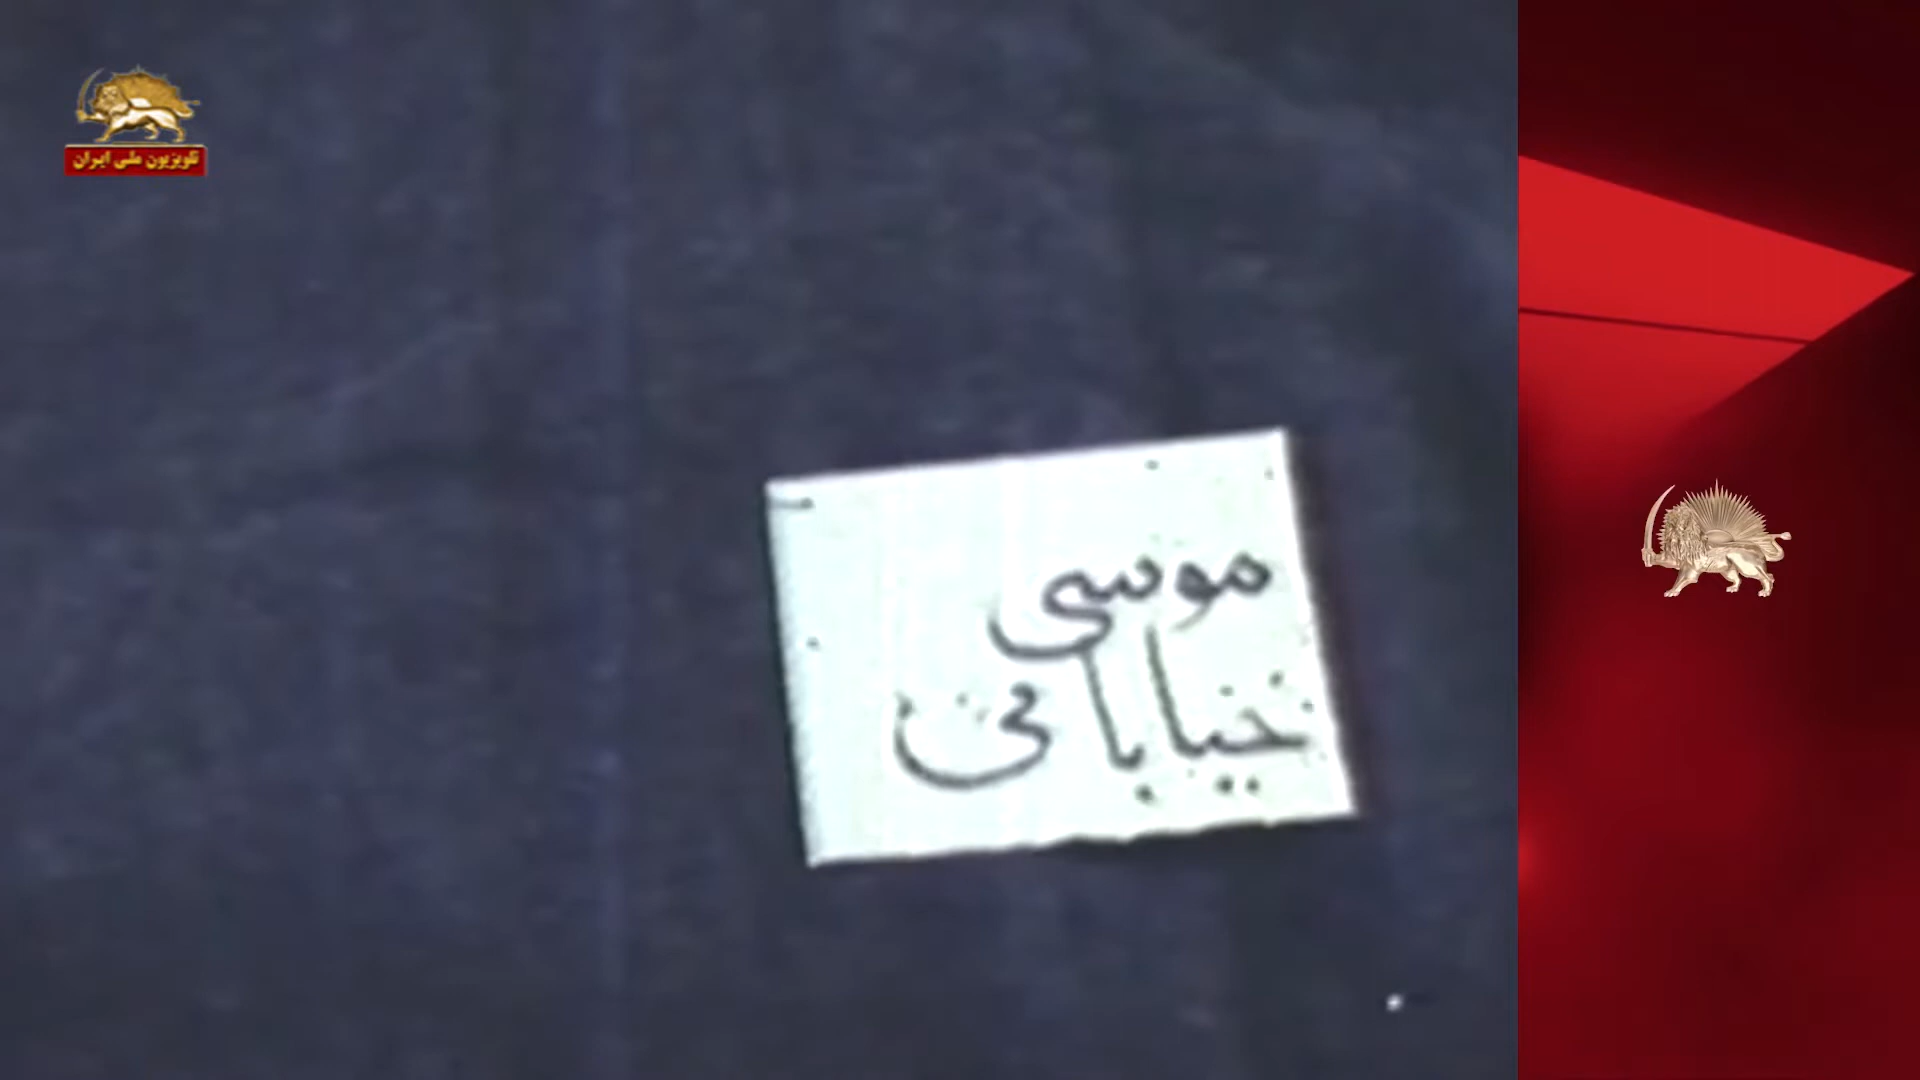 تلویزیون ملی ایران
موسی
خیابانی